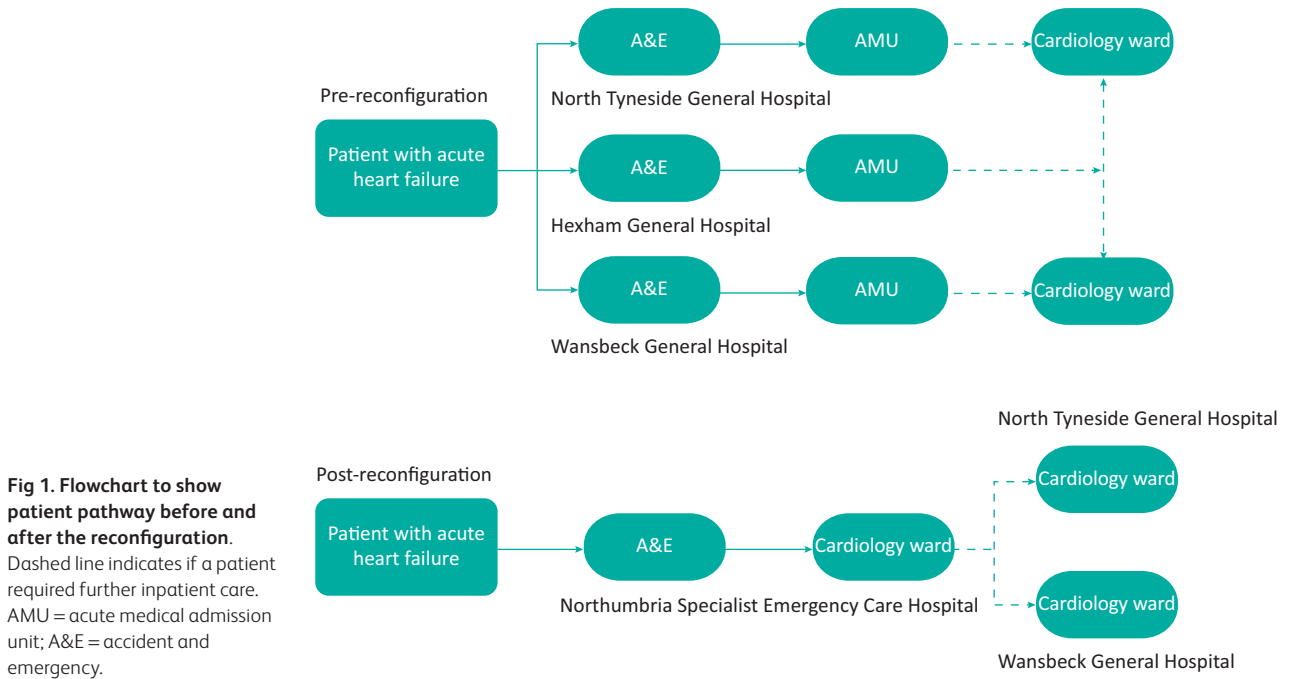 A&E
AMU
Cardiology ward
North Tyneside General Hospital
Pre-reconfiguration
Patient with acute
heart failure
A&E
AMU
Hexham General Hospital
A&E
AMU
Cardiology ward
Wansbeck General Hospital
North Tyneside General Hospital
Cardiology ward
Post-reconfiguration
Patient with acute
heart failure
A&E
Cardiology ward
Northumbria Specialist Emergency Care Hospital
Cardiology ward
Wansbeck General Hospital
Fig 1. Flowchart to show
patient pathway before and
after the reconfiguration.
Dashed line indicates if a patient
required further inpatient care.
AMU = acute medical admission
unit; A&E = accident and
emergency.